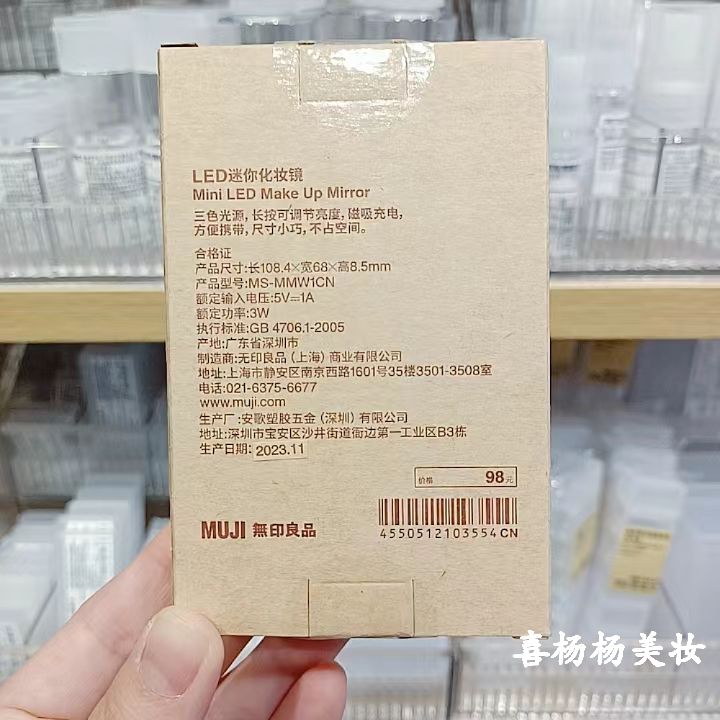 LED迷你化妆镜
Mini LED Make Up Mirror
三色光源,长按可调节亮度,磁吸充电,
方便携带,尺寸小巧,不占空间。
合格证
产品尺寸:长108.4×宽68×高8.5mm
产品型号:MS-MMW1CN
额定输入电压:5V⎓1A
额定功率:3W
执行标准:GB 4706.1-2005
产地:广东省深圳市
制造商:无印良品(上海)商业有限公司
地址:上海市静安区南京西路1601号35楼3501-3508室
电话:021-6375-6677
www.muji.com
生产厂:安歌塑胶五金(深圳)有限公司
地址:深圳市宝安区沙井街道衙边第一工业区B3栋
生产日期:2023.11
价格 98元
MUJI 無印良品
4550512103554CN
喜杨杨美妆